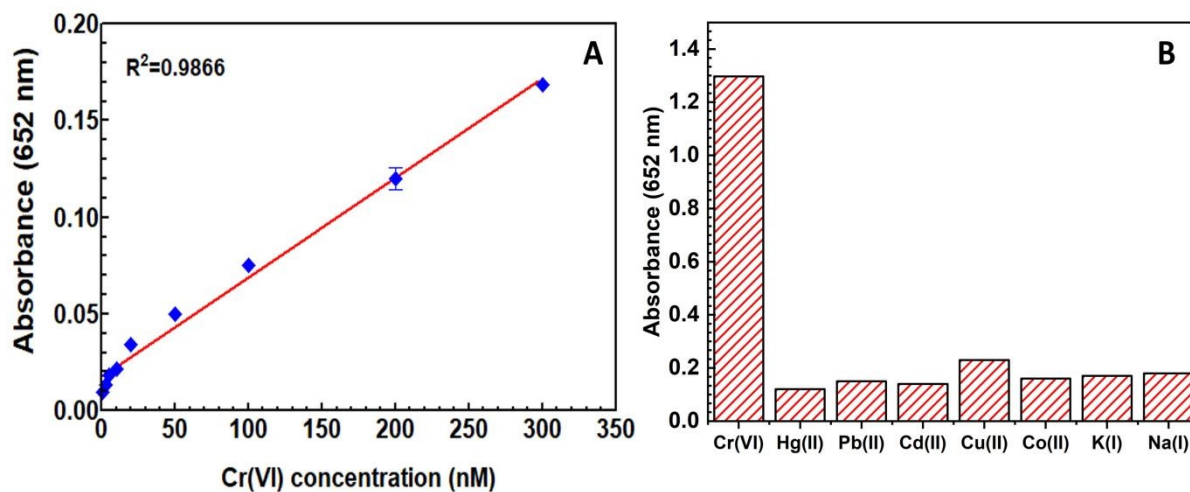 A
R²=0.9866
0.20
0.15
0.10
0.05
0.00
0
50
100
150
200
250
300
350
Absorbance (652 nm)
Cr(VI) concentration (nM)
B
1.4
1.2
1.0
0.8
0.6
0.4
0.2
0.0
Absorbance (652 nm)
Cr(VI)
Hg(II)
Pb(II)
Cd(II)
Cu(II)
Co(II)
K(I)
Na(I)